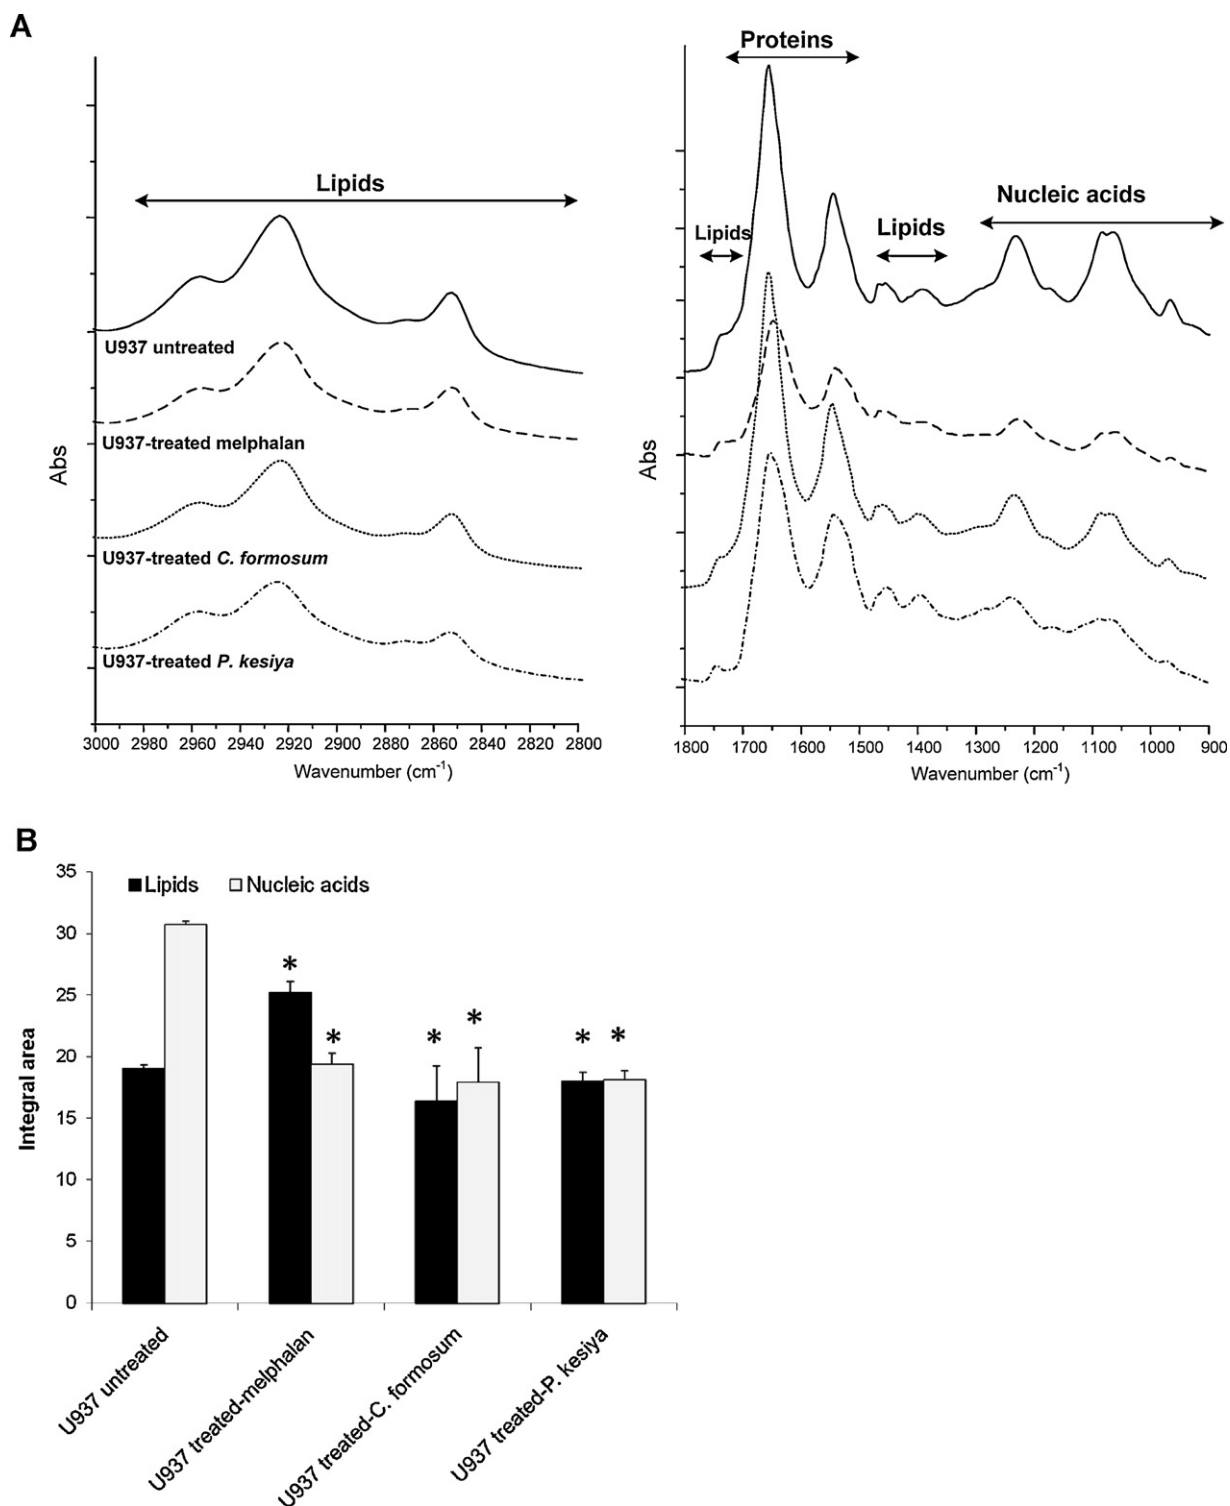 A
Lipids
U937 untreated
U937-treated melphalan
U937-treated C. formosum
U937-treated P. kesiya
Abs
3000 2980 2960 2940 2920 2900 2880 2860 2840 2820 2800
Wavenumber (cm-1)
Proteins
Lipids
Lipids
Nucleic acids
Abs
1800 1700 1600 1500 1400 1300 1200 1100 1000 900
Wavenumber (cm-1)
B
Lipids Nucleic acids
35
30
25
20
15
10
5
0
Integral area
* * * * * *
U937 untreated
U937 treated-melphalan
U937 treated-C. formosum
U937 treated-P. kesiya